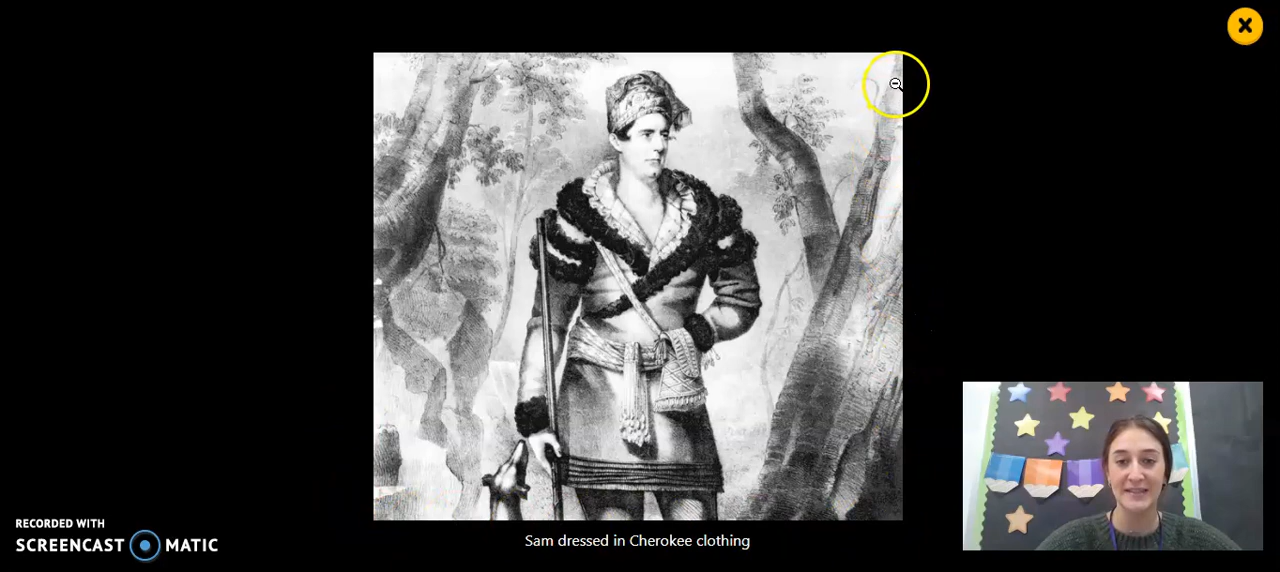 Sam dressed in Cherokee clothing
RECORDED WITH
SCREENCAST MATIC